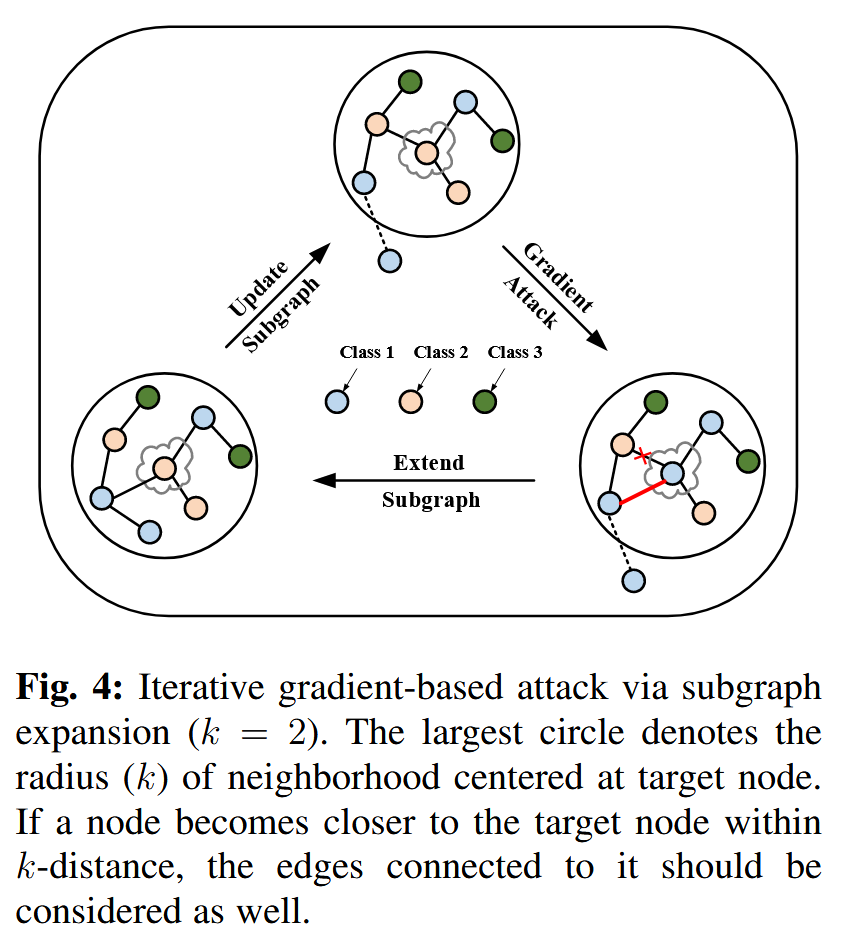 Update
Subgraph
Gradient
Attack
Class 1 Class 2 Class 3
Extend
Subgraph
Fig. 4: Iterative gradient-based attack via subgraph
expansion (k = 2). The largest circle denotes the
radius (k) of neighborhood centered at target node.
If a node becomes closer to the target node within
k-distance, the edges connected to it should be
considered as well.